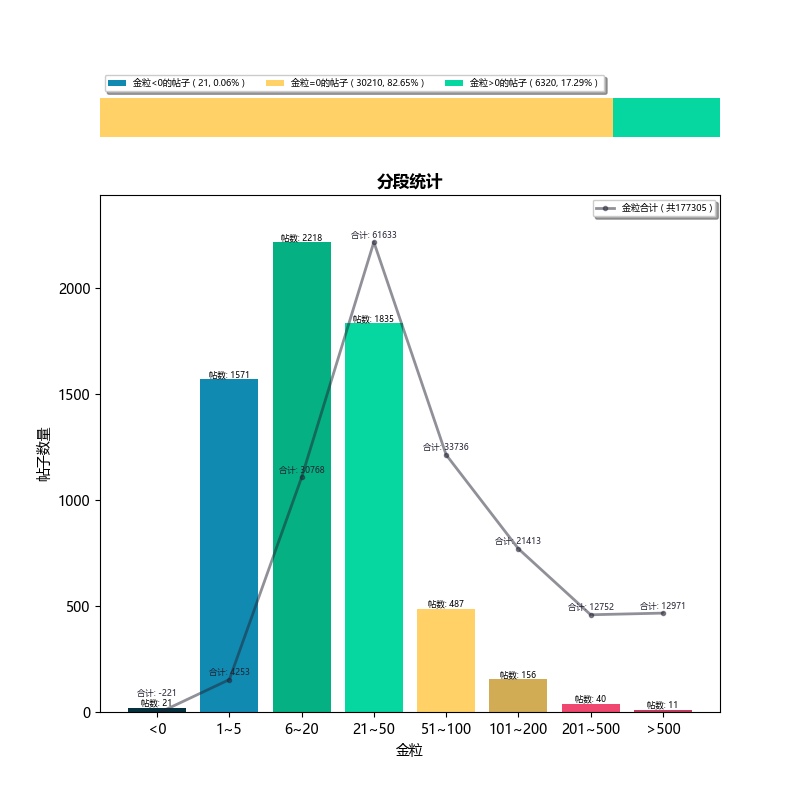 金粒<0的帖子 ( 21, 0.06% ) 金粒=0的帖子 ( 30210, 82.65% ) 金粒>0的帖子 ( 6320, 17.29% )
分段统计
金粒合计 ( 共177305 )
合计: 61633
帖数: 2218
帖数: 1835
2000
帖数: 1571
1500
合计: 33736
合计: 30768
帖子数量
1000
合计: 21413
合计: 12752
合计: 12971
帖数: 487
500
合计: 4253
帖数: 156
合计: -221
帖数: 21
帖数: 40
帖数: 11
0
<0 1~5 6~20 21~50 51~100 101~200 201~500 >500
金粒